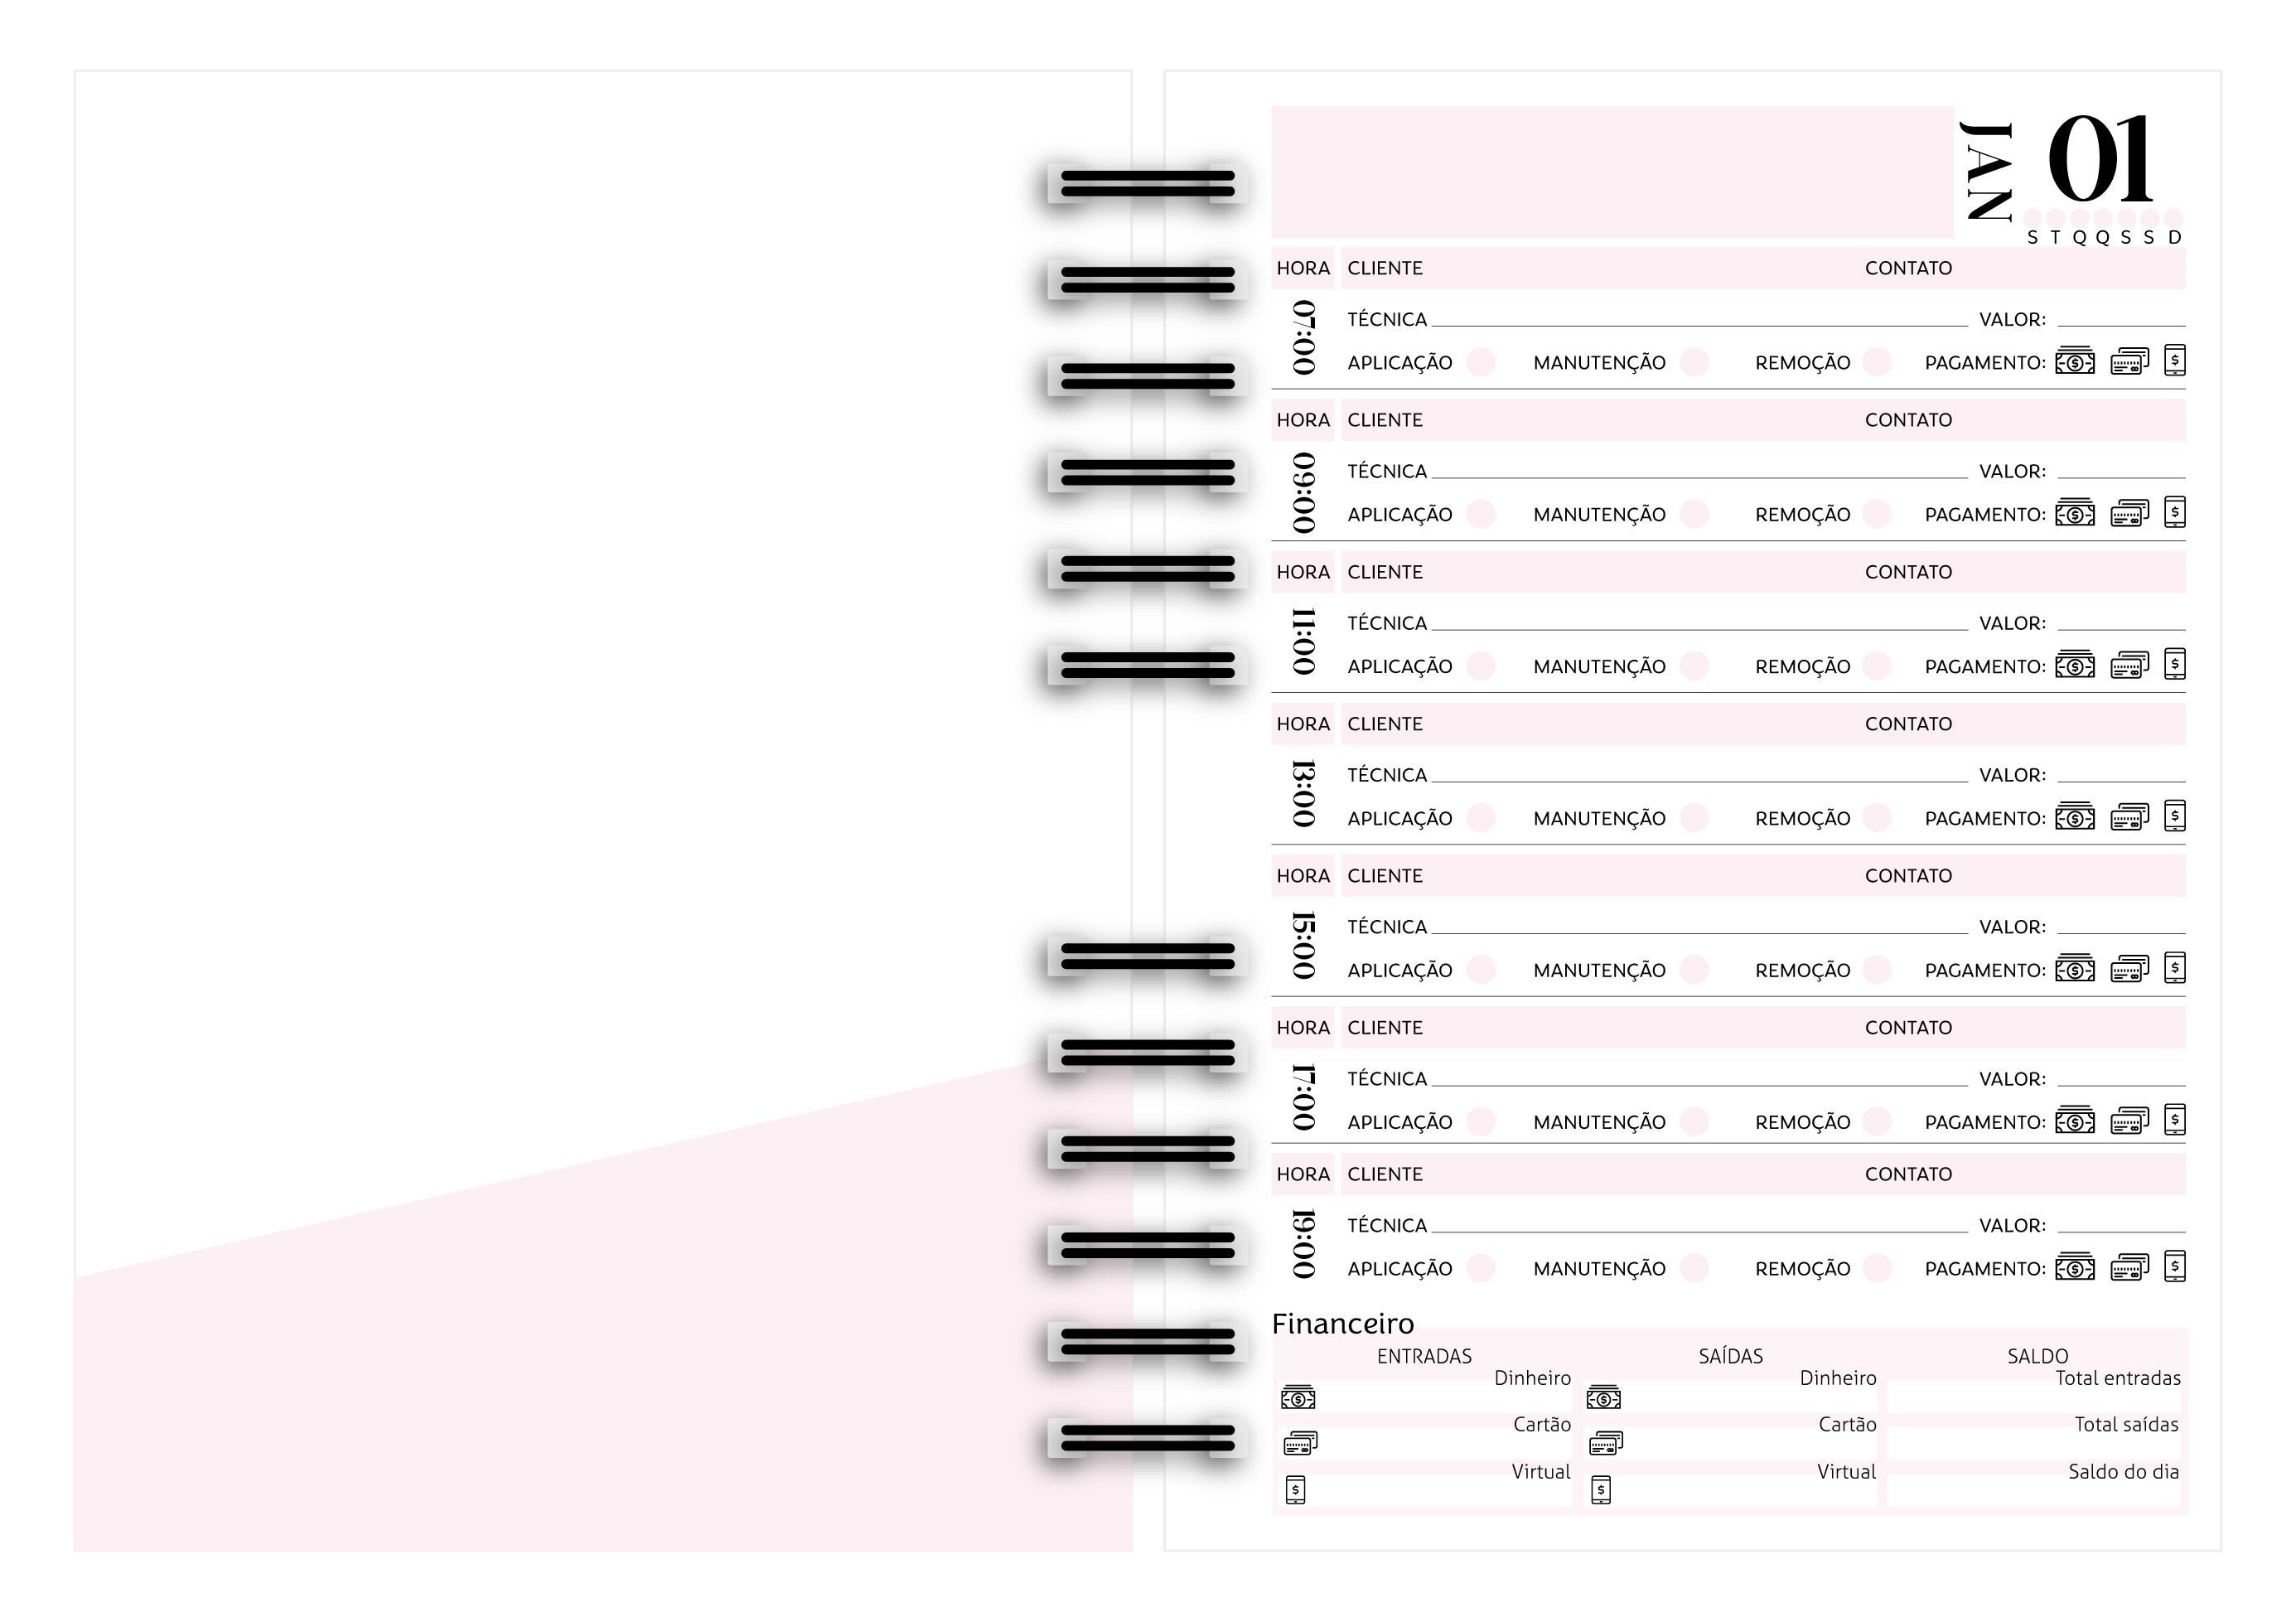 JAN 01
S T Q Q S S D
HORA CLIENTE CONTATO
07:00
TÉCNICA VALOR:
APLICAÇÃO MANUTENÇÃO REMOÇÃO PAGAMENTO:
HORA CLIENTE CONTATO
09:00
TÉCNICA VALOR:
APLICAÇÃO MANUTENÇÃO REMOÇÃO PAGAMENTO:
HORA CLIENTE CONTATO
11:00
TÉCNICA VALOR:
APLICAÇÃO MANUTENÇÃO REMOÇÃO PAGAMENTO:
HORA CLIENTE CONTATO
13:00
TÉCNICA VALOR:
APLICAÇÃO MANUTENÇÃO REMOÇÃO PAGAMENTO:
HORA CLIENTE CONTATO
15:00
TÉCNICA VALOR:
APLICAÇÃO MANUTENÇÃO REMOÇÃO PAGAMENTO:
HORA CLIENTE CONTATO
17:00
TÉCNICA VALOR:
APLICAÇÃO MANUTENÇÃO REMOÇÃO PAGAMENTO:
HORA CLIENTE CONTATO
19:00
TÉCNICA VALOR:
APLICAÇÃO MANUTENÇÃO REMOÇÃO PAGAMENTO:
Financeiro
ENTRADAS SAÍDAS SALDO
Dinheiro Dinheiro Total entradas
Cartão Cartão Total saídas
Virtual Virtual Saldo do dia